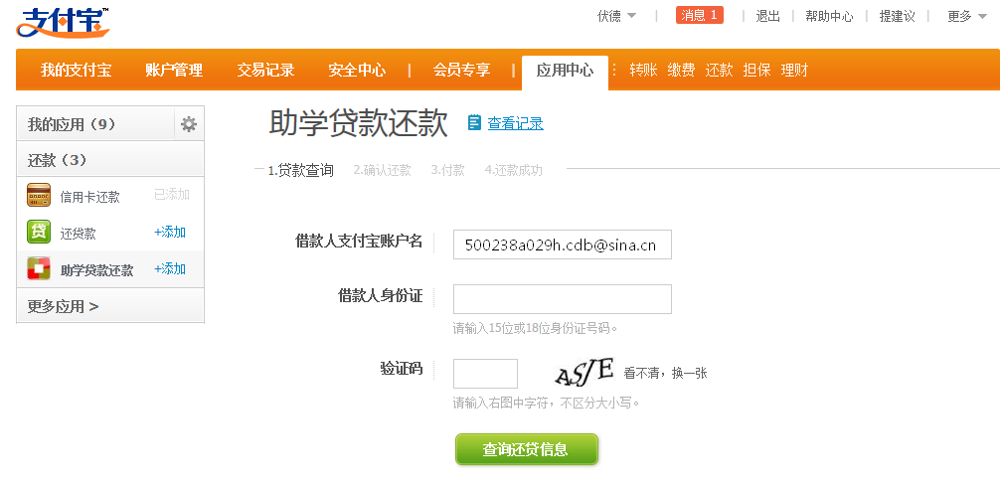 支付宝™
伏德 消息 1 退出 帮助中心 提建议 更多
我的支付宝 账户管理 交易记录 安全中心 会员专享 应用中心 转账 缴费 还款 担保 理财
我的应用（9）
还款（3）
信用卡还款 已添加
贷 还贷款 +添加
助学贷款还款 +添加
更多应用 >
助学贷款还款 查看记录
1.贷款查询 2.确认还款 3.付款 4.还款成功
借款人支付宝账户名 500238a029h.cdb@sina.cn
借款人身份证
请输入15位或18位身份证号码。
验证码 ASJE 看不清，换一张
请输入右图中字符，不区分大小写。
查询还贷信息